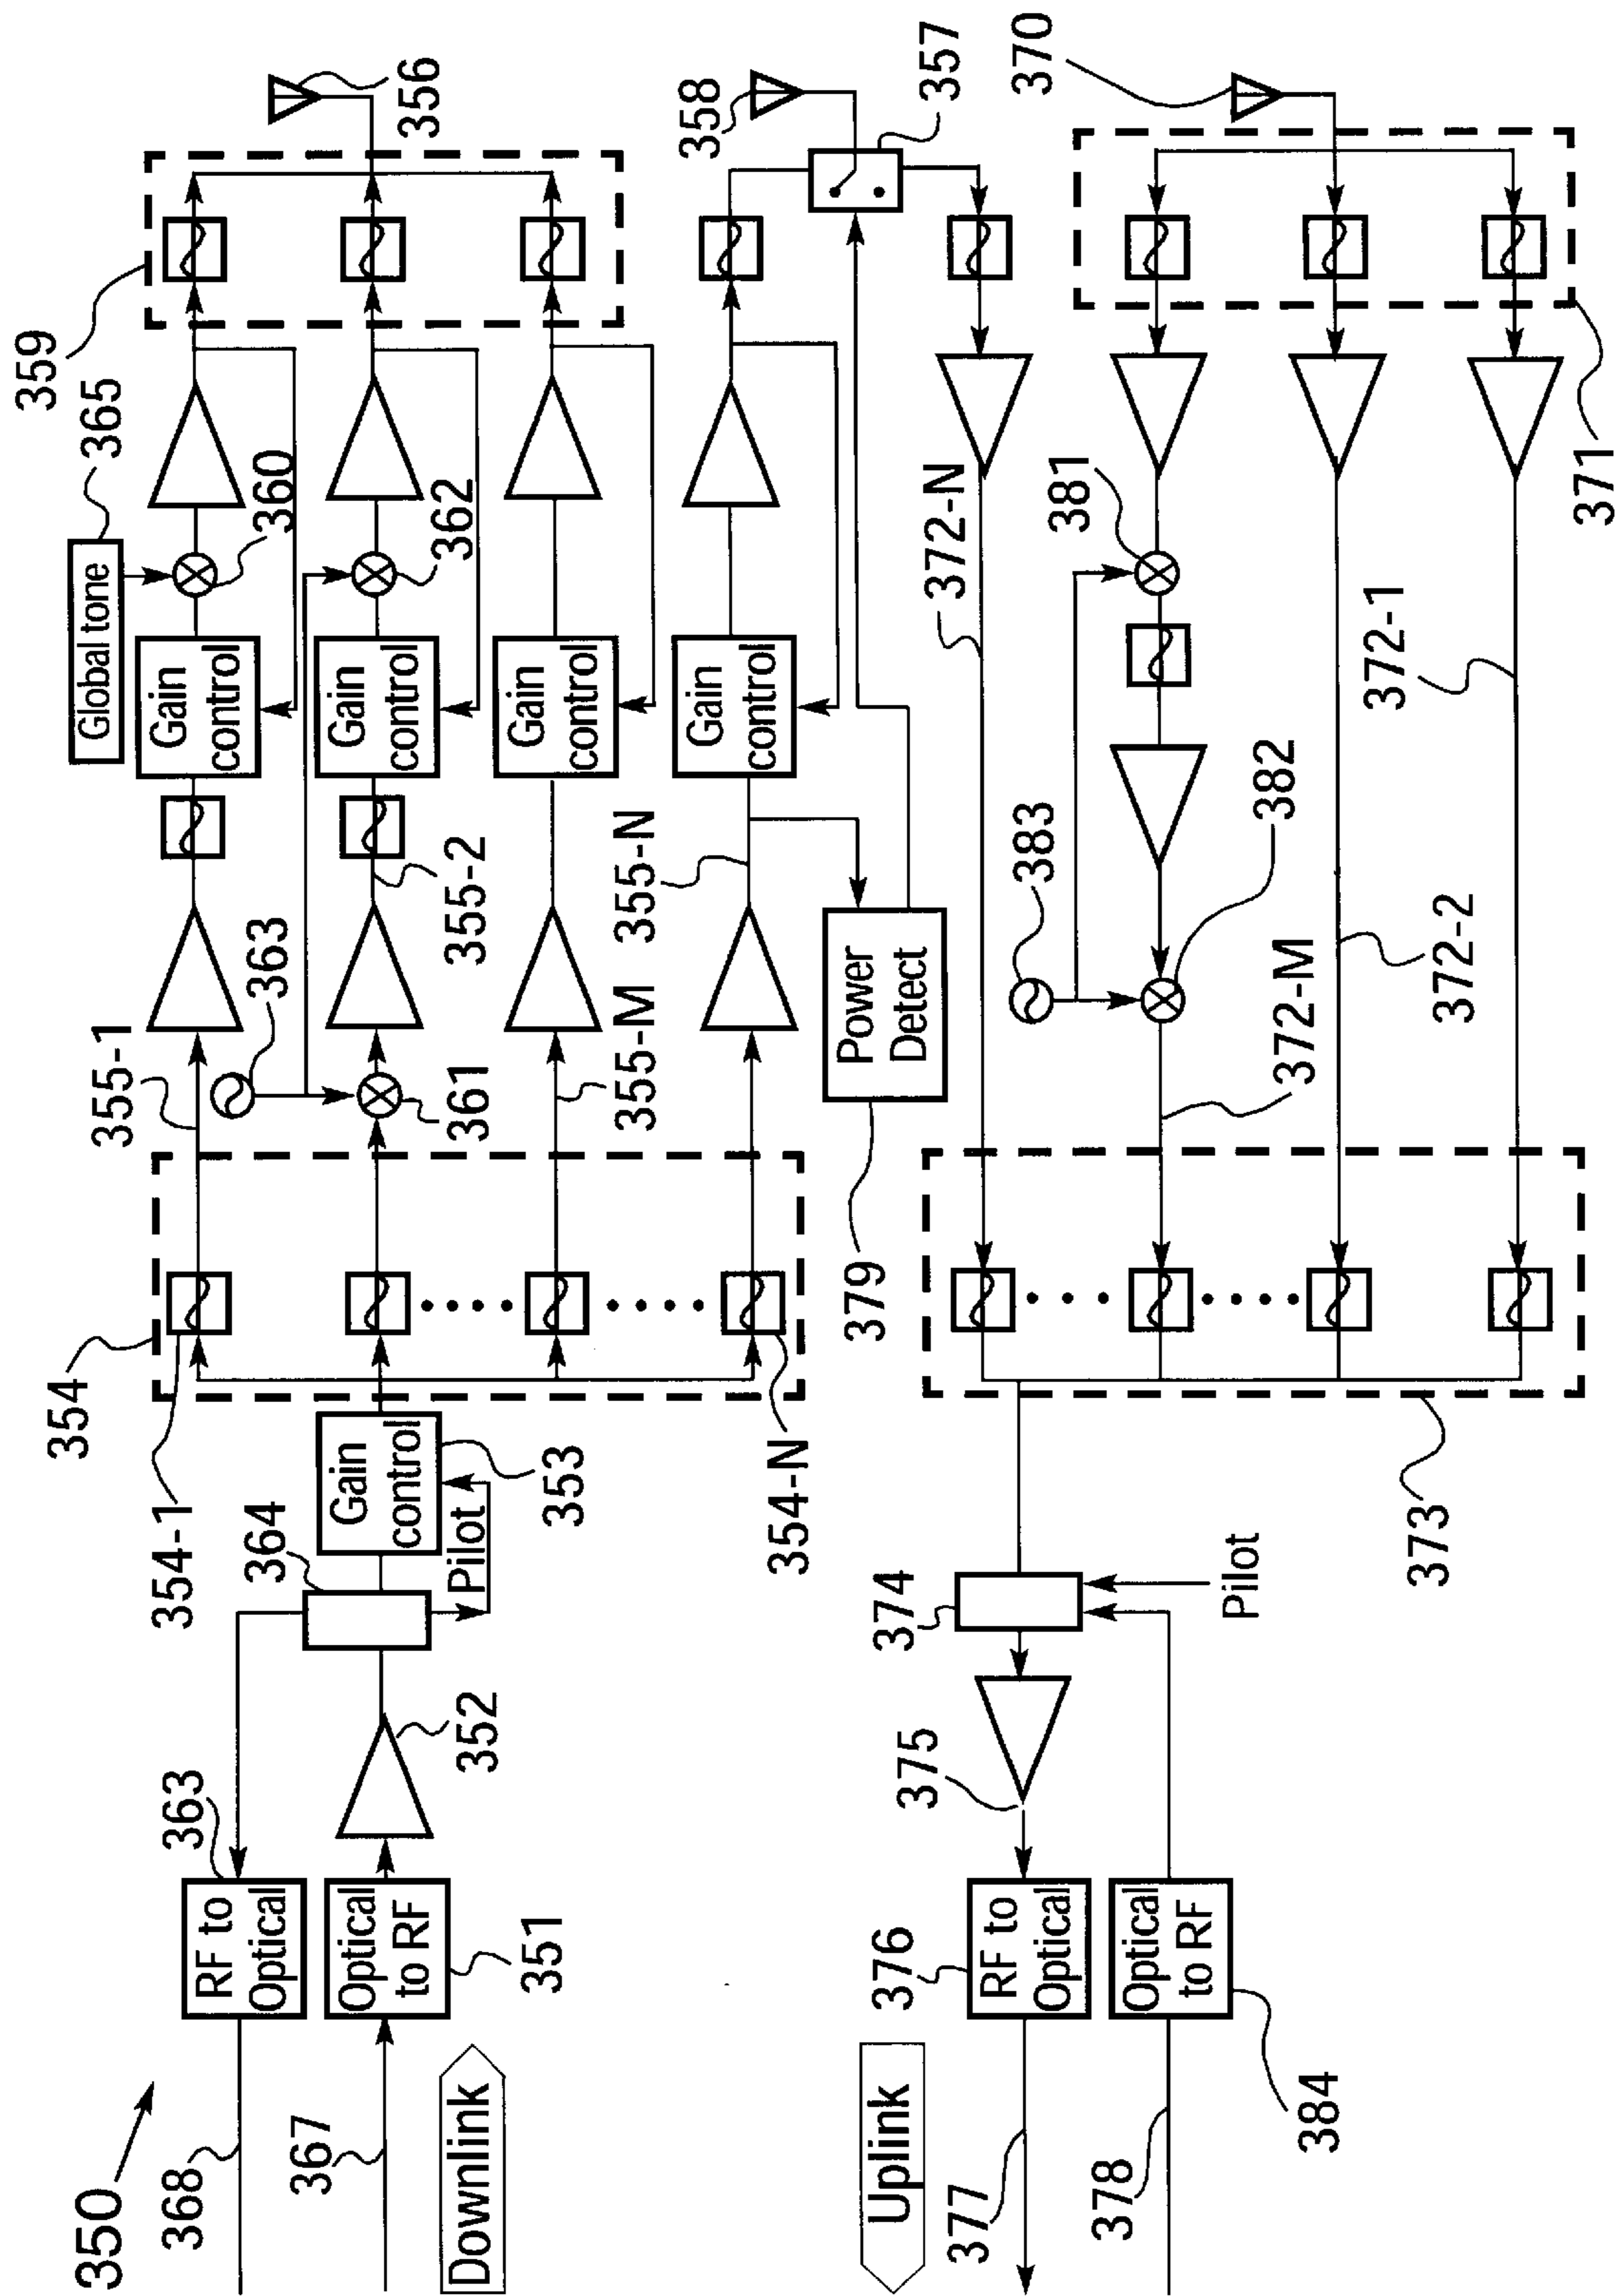 350
368
367
Downlink
RF to
Optical
363
Optical
to RF
351
352
364
Pilot
Gain
control
353
354
354-1
354-N
355-1
363
361
355-2
355-M
355-N
Global tone
365
360
362
Gain
control
Gain
control
Gain
control
Gain
control
359
356
358
357
Power
Detect
379
Uplink
377
378
RF to
Optical
376
Optical
to RF
384
375
374
Pilot
373
372-N
372-M
383
382
381
372-1
372-2
370
371